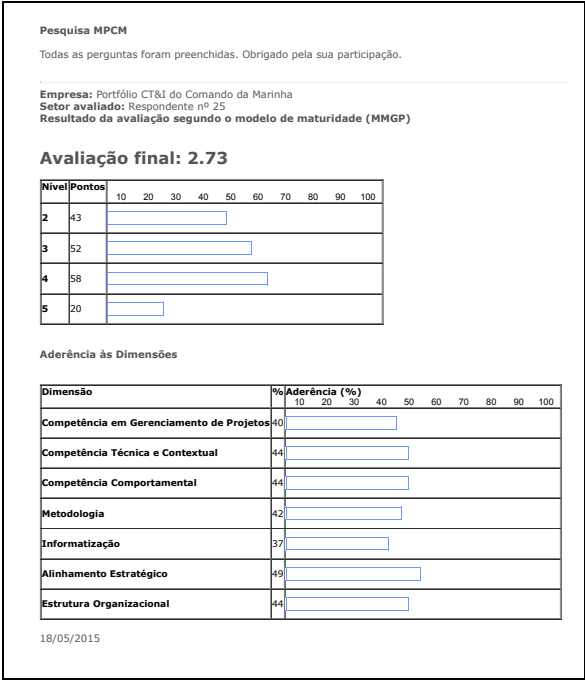 Pesquisa MPCM
Todas as perguntas foram preenchidas. Obrigado pela sua participação.
Empresa: Portfólio CT&I do Comando da Marinha
Setor avaliado: Respondente nº 25
Resultado da avaliação segundo o modelo de maturidade (MMGP)
Avaliação final: 2.73
Nível Pontos 10 20 30 40 50 60 70 80 90 100
2 43
3 52
4 58
5 20
Aderência às Dimensões
Dimensão % Aderência (%)
10 20 30 40 50 60 70 80 90 100
Competência em Gerenciamento de Projetos 40
Competência Técnica e Contextual 44
Competência Comportamental 44
Metodologia 42
Informatização 37
Alinhamento Estratégico 49
Estrutura Organizacional 44
18/05/2015